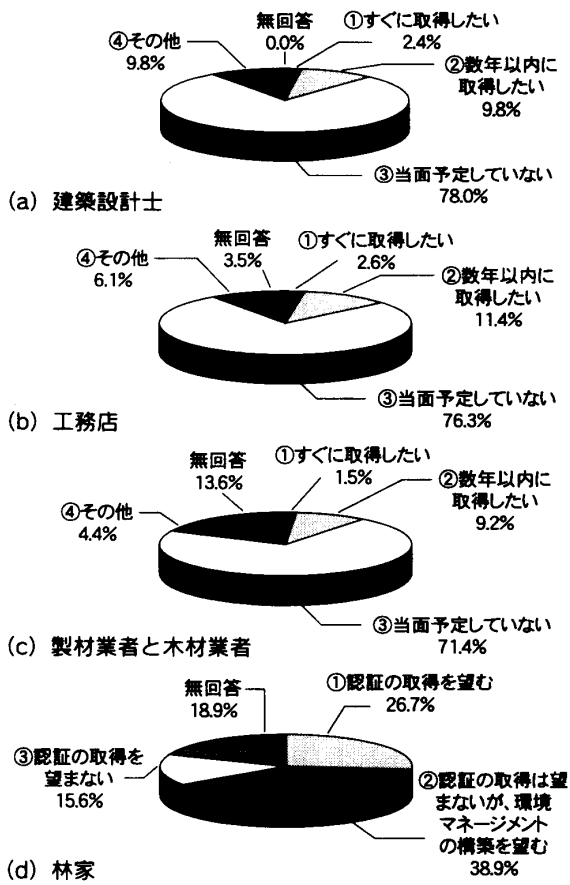 無回答
0.0%
①すぐに取得したい
2.4%
②数年以内に
取得したい
9.8%
④その他
9.8%
③当面予定していない
78.0%
(a) 建築設計士
無回答
3.5%
①すぐに取得したい
2.6%
②数年以内に
取得したい
11.4%
④その他
6.1%
③当面予定していない
76.3%
(b) 工務店
無回答
13.6%
①すぐに取得したい
1.5%
②数年以内に
取得したい
9.2%
④その他
4.4%
③当面予定していない
71.4%
(c) 製材業者と木材業者
無回答
18.9%
①認証の取得を望む
26.7%
③認証の取得を
望まない
15.6%
②認証の取得は望
まないが、環境
マネージメント
の構築を望む
38.9%
(d) 林家